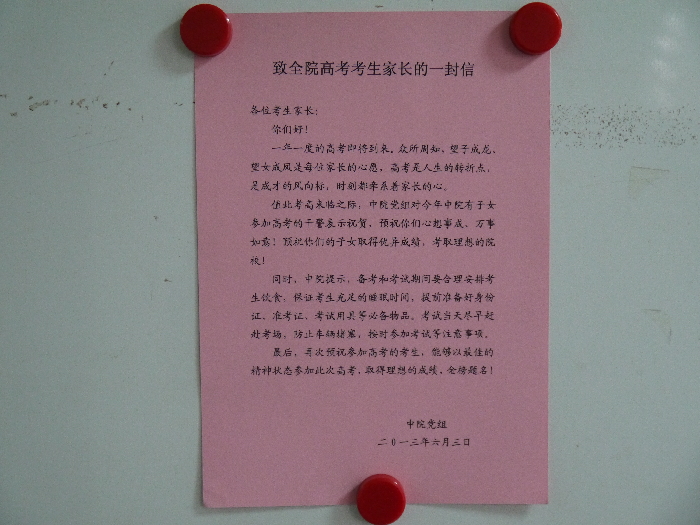 致全院高考考生家长的一封信
各位考生家长：
你们好！
一年一度的高考即将到来。众所周知，望子成龙、
望女成凤是每位家长的心愿，高考是人生的转折点，
是成才的风向标，时刻都牵系着家长的心。
值此考高来临之际，中院党组对今年中院有子女
参加高考的干警表示祝贺，预祝你们心想事成、万事
如意！预祝你们的子女取得优异成绩，考取理想的院
校！
同时，中院提示，备考和考试期间要合理安排考
生饮食，保证考生充足的睡眠时间，提前准备好身份
证、准考证、考试用具等必备物品。考试当天尽早赶
赴考场，防止车辆堵塞，按时参加考试等注意事项。
最后，再次预祝参加高考的考生，能够以最佳的
精神状态参加此次高考，取得理想的成绩，金榜题名！
中院党组
二〇一三年六月三日